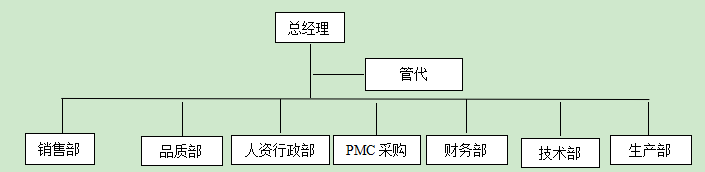 总经理
管代
销售部
品质部
人资行政部
PMC 采购
财务部
技术部
生产部